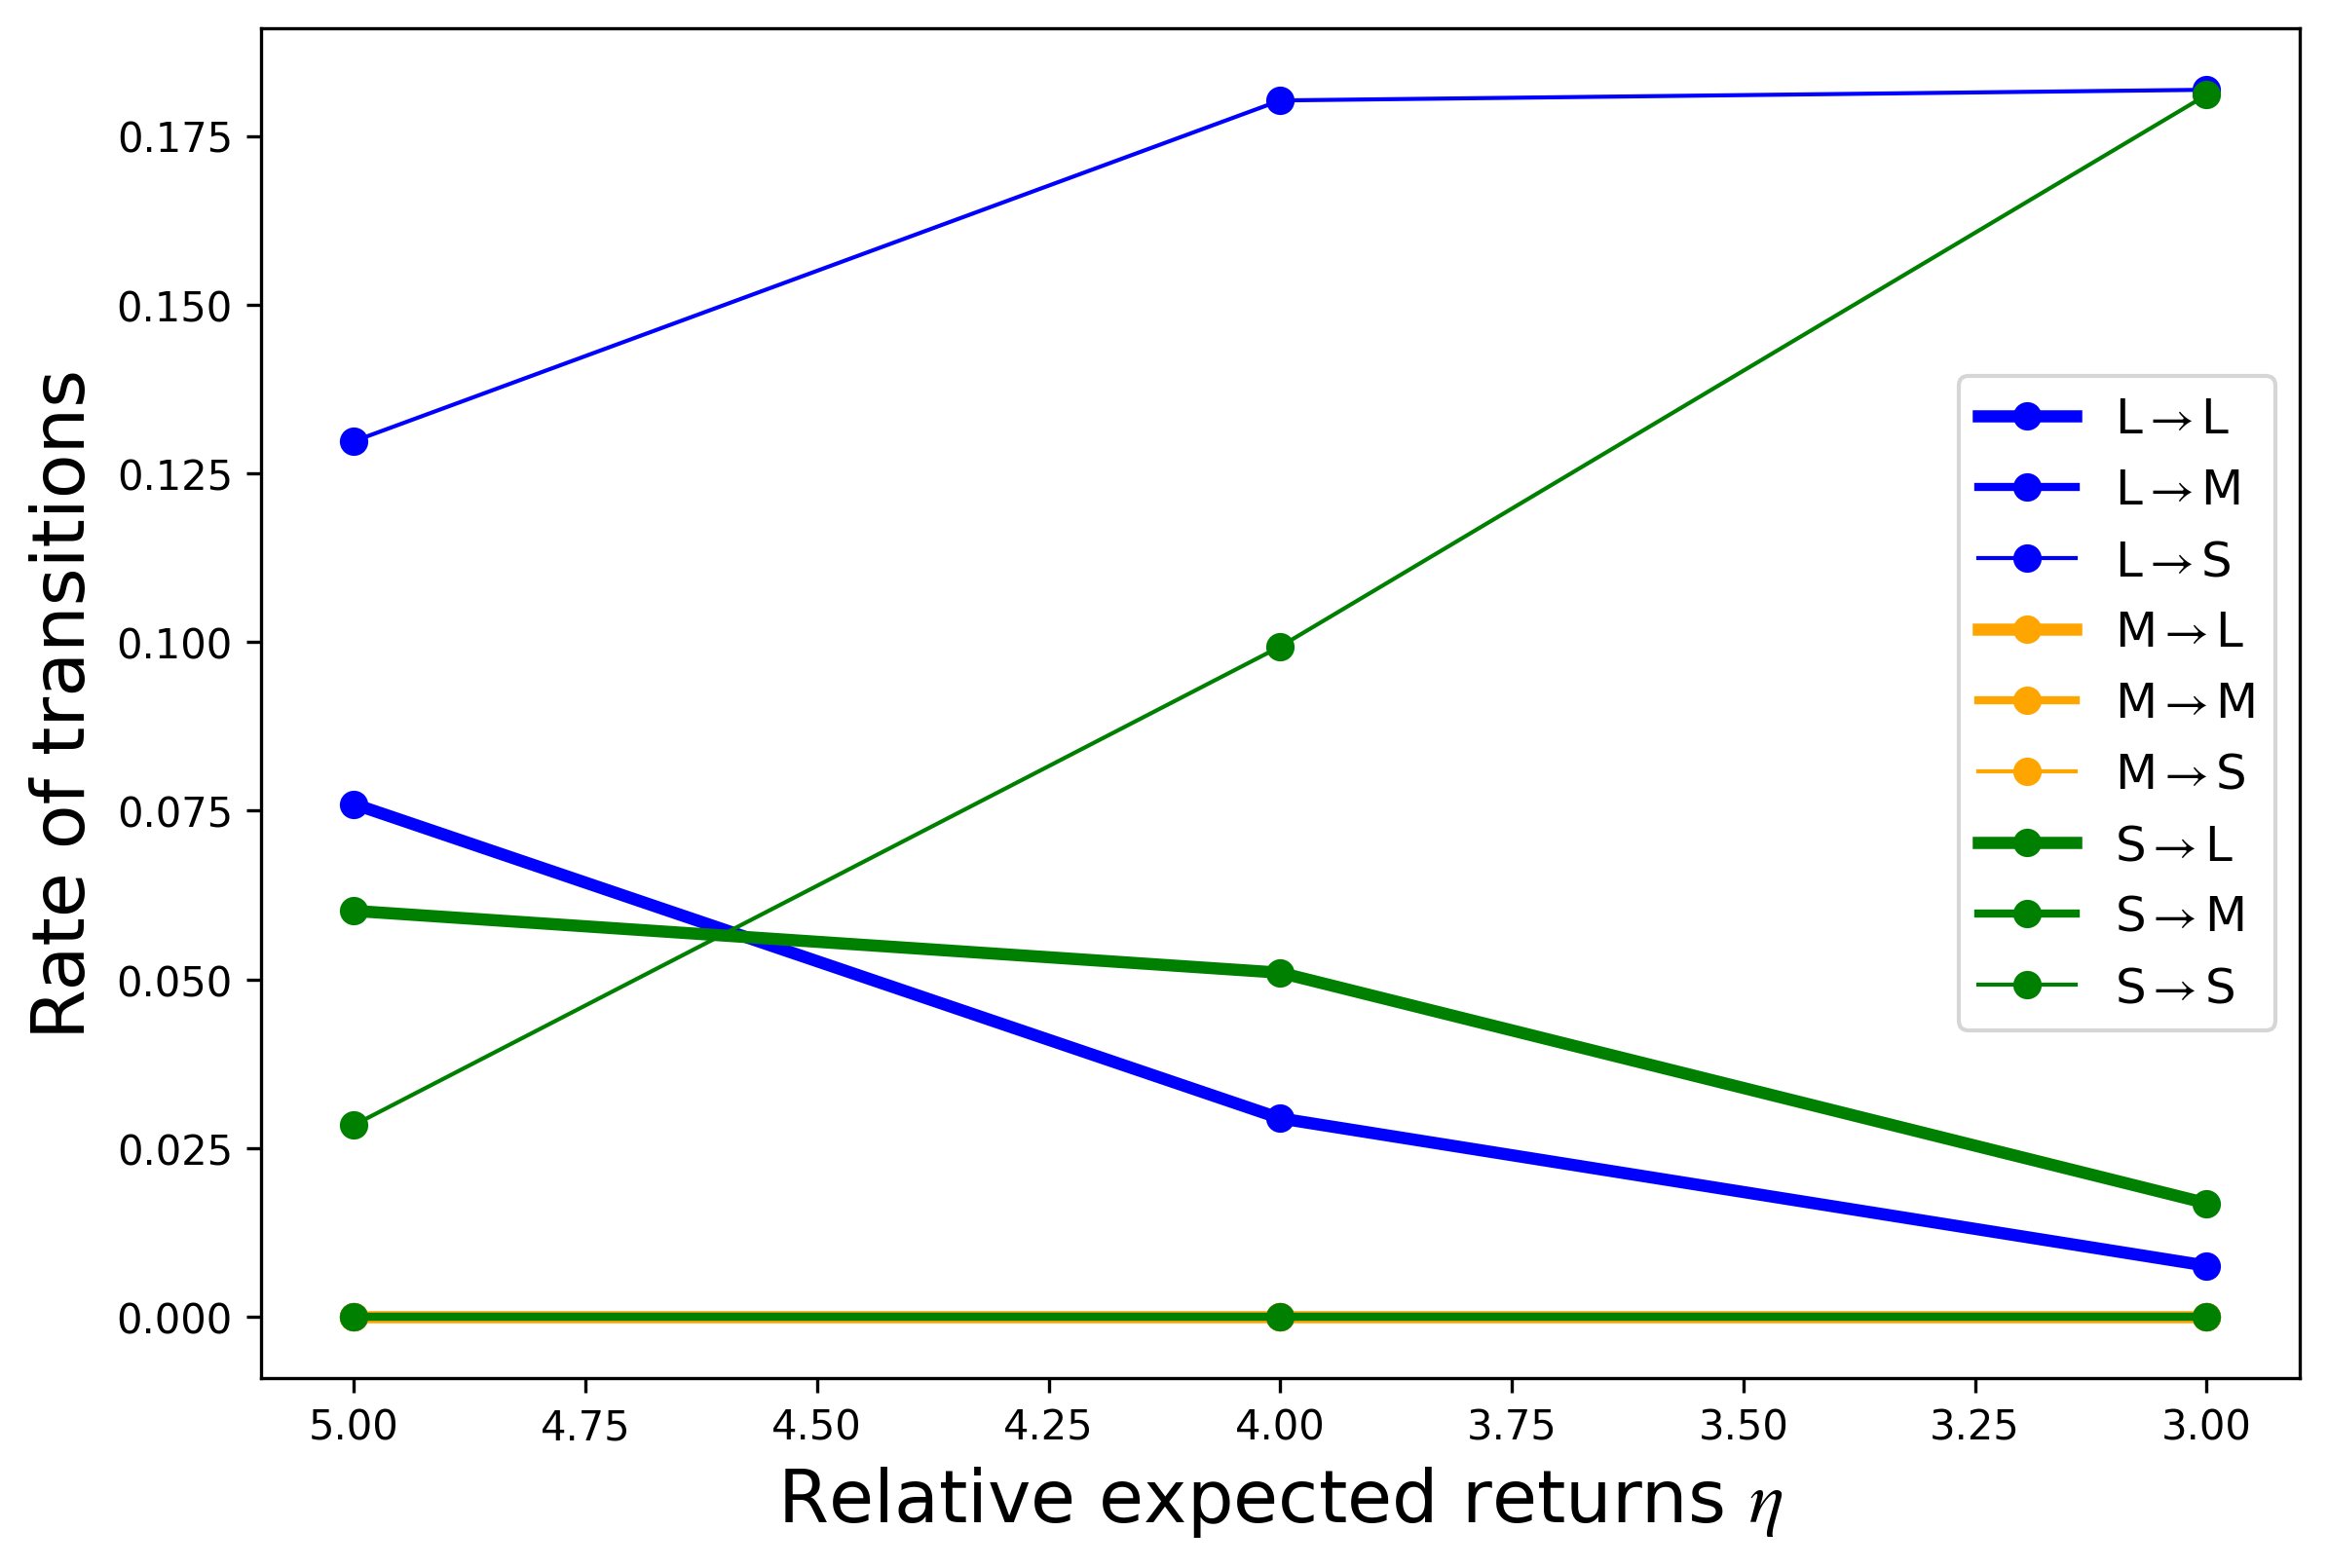 Rate of transitions
0.175
0.150
0.125
0.100
0.075
0.050
0.025
0.000
L→L
L→M
L→S
M→L
M→M
M→S
S→L
S→M
S→S
5.00 4.75 4.50 4.25 4.00 3.75 3.50 3.25 3.00
Relative expected returns η